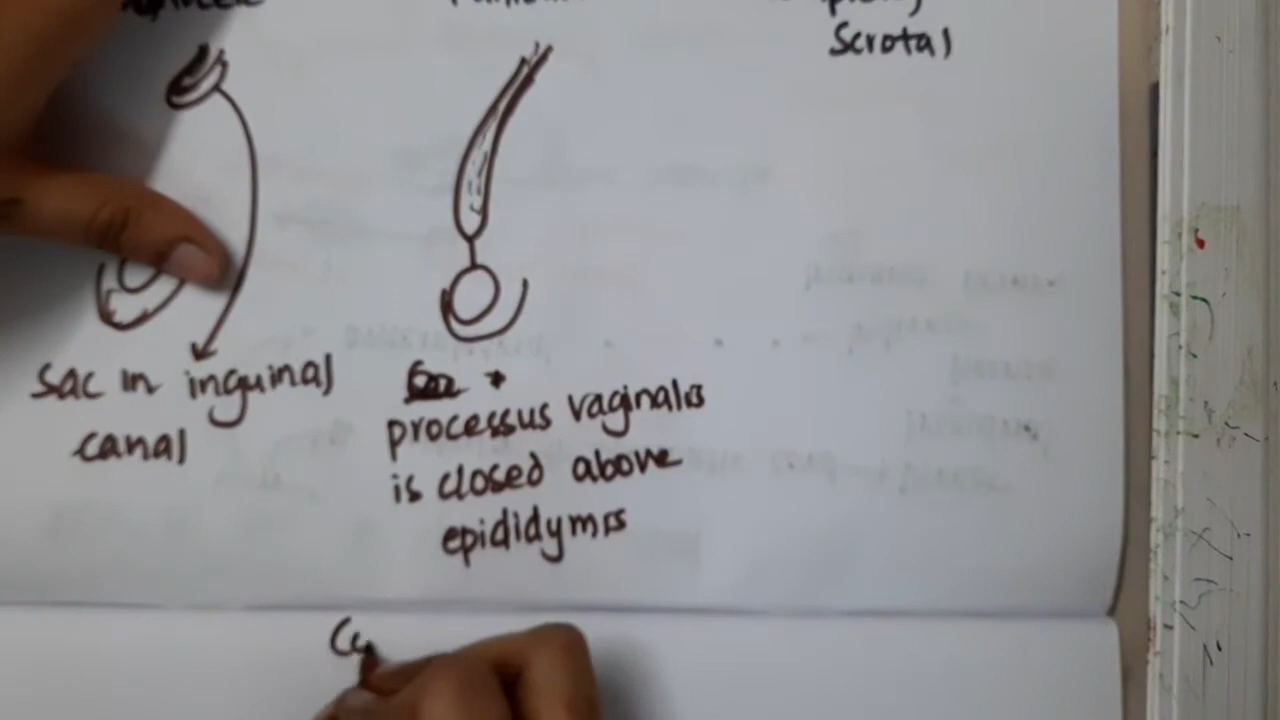 Scrotal
sac in inguinal
canal
processus vaginalis
is closed above
epididymis